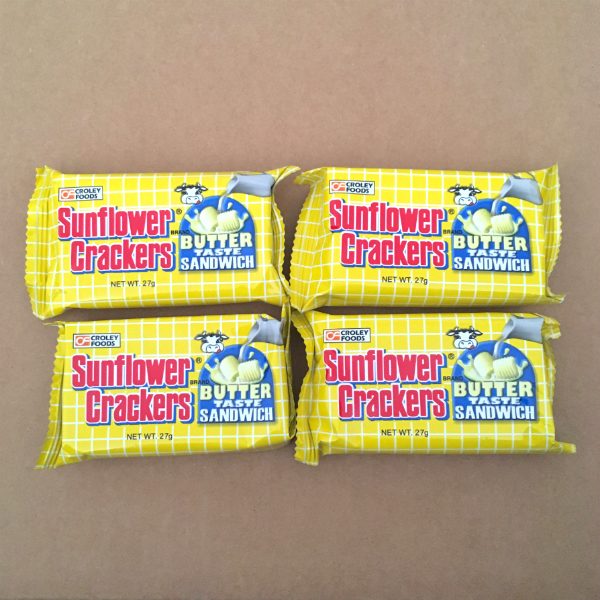 CROLEY
FOODS
Sunflower®
Crackers BRAND
BUTTER
TASTE
SANDWICH
NET WT. 27g
CROLEY
FOODS
Sunflower®
Crackers BRAND
BUTTER
TASTE
SANDWICH
NET WT. 27g
CROLEY
FOODS
Sunflower®
Crackers BRAND
BUTTER
TASTE
SANDWICH
NET WT. 27g
CROLEY
FOODS
Sunflower®
Crackers BRAND
BUTTER
TASTE
SANDWICH
NET WT. 27g